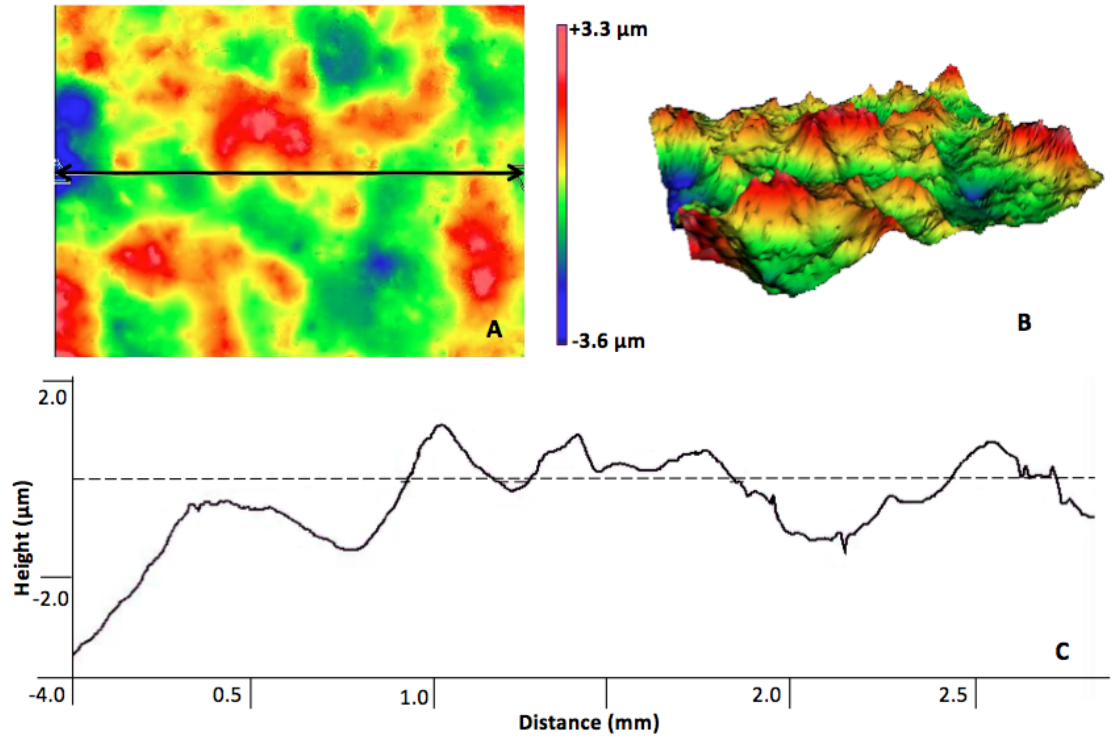 +3.3 μm
A
-3.6 μm
B
2.0
Height (μm)
-2.0
C
-4.0
0.5
1.0
2.0
2.5
Distance (mm)